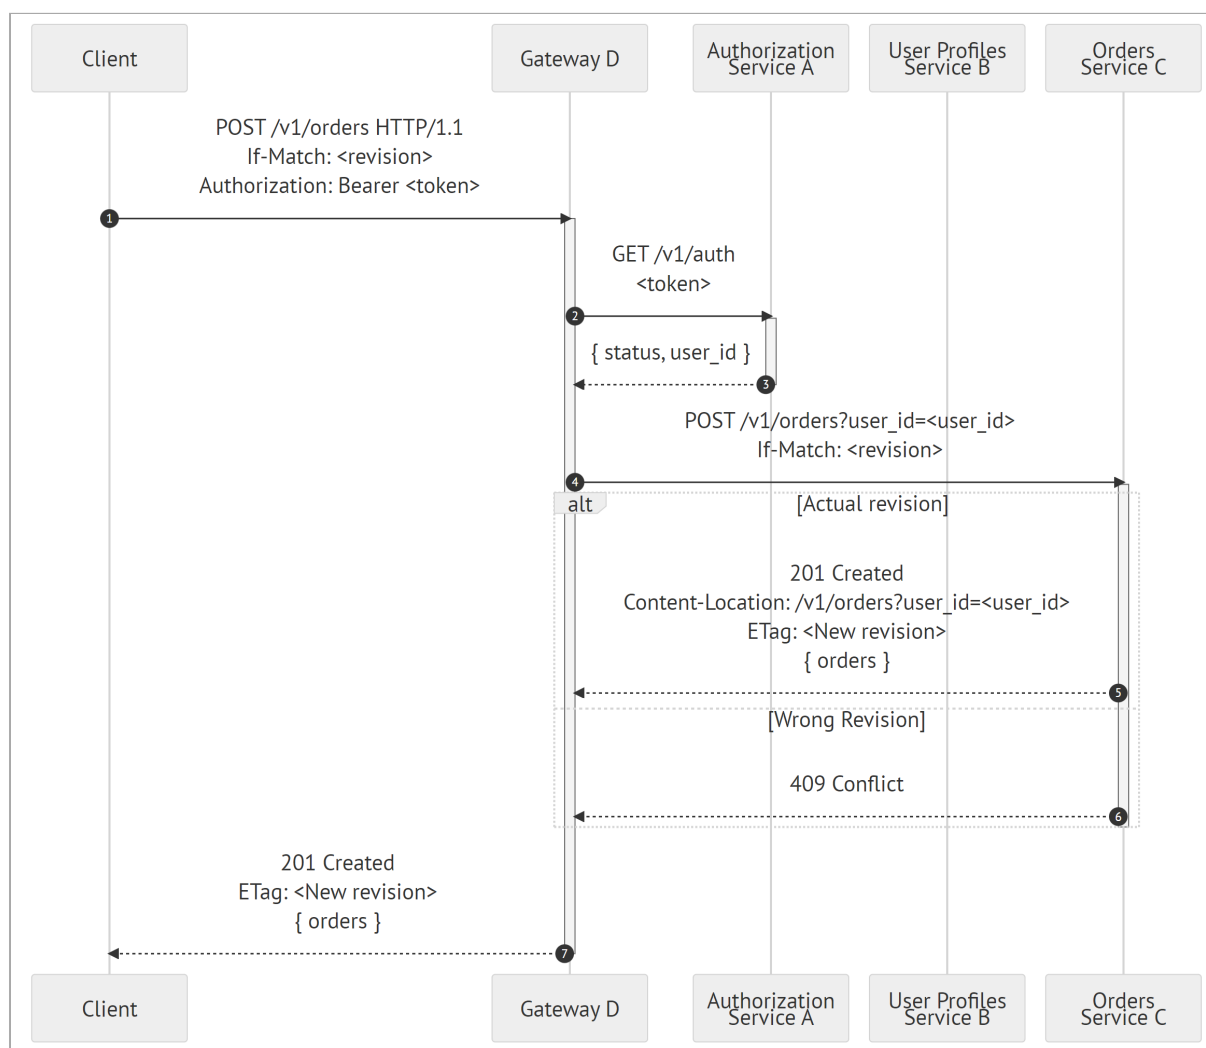 Client
Gateway D
Authorization
Service A
User Profiles
Service B
Orders
Service C
POST /v1/orders HTTP/1.1
If-Match: <revision>
Authorization: Bearer <token>
1
GET /v1/auth
<token>
2
{ status, user_id }
3
POST /v1/orders?user_id=<user_id>
If-Match: <revision>
4
alt
[Actual revision]
201 Created
Content-Location: /v1/orders?user_id=<user_id>
ETag: <New revision>
{ orders }
5
[Wrong Revision]
409 Conflict
6
201 Created
ETag: <New revision>
{ orders }
7
Client
Gateway D
Authorization
Service A
User Profiles
Service B
Orders
Service C